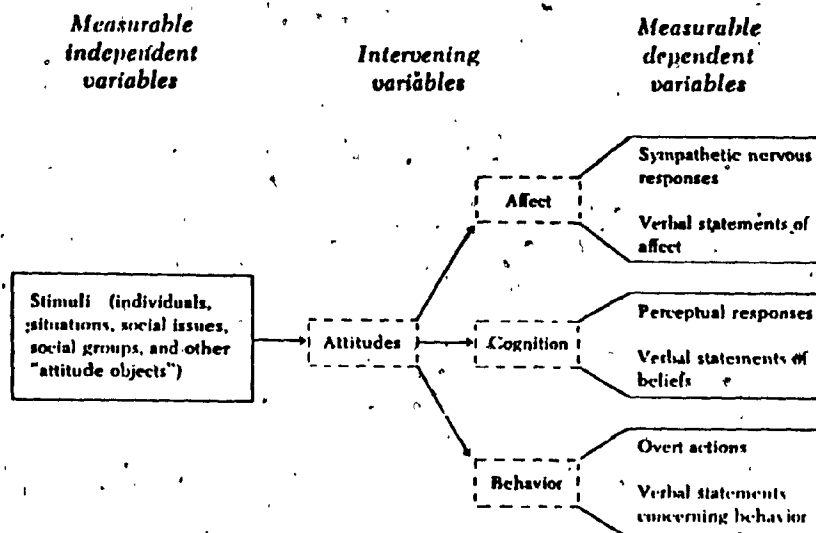 Measurable
independent
variables
Intervening
variables
Measurable
dependent
variables
Stimuli (individuals,
situations, social issues,
social groups, and other
"attitude objects")
Attitudes
Affect
Cognition
Behavior
Sympathetic nervous
responses
Verbal statements of
affect
Perceptual responses
Verbal statements of
beliefs
Overt actions
Verbal statements
concerning behavior